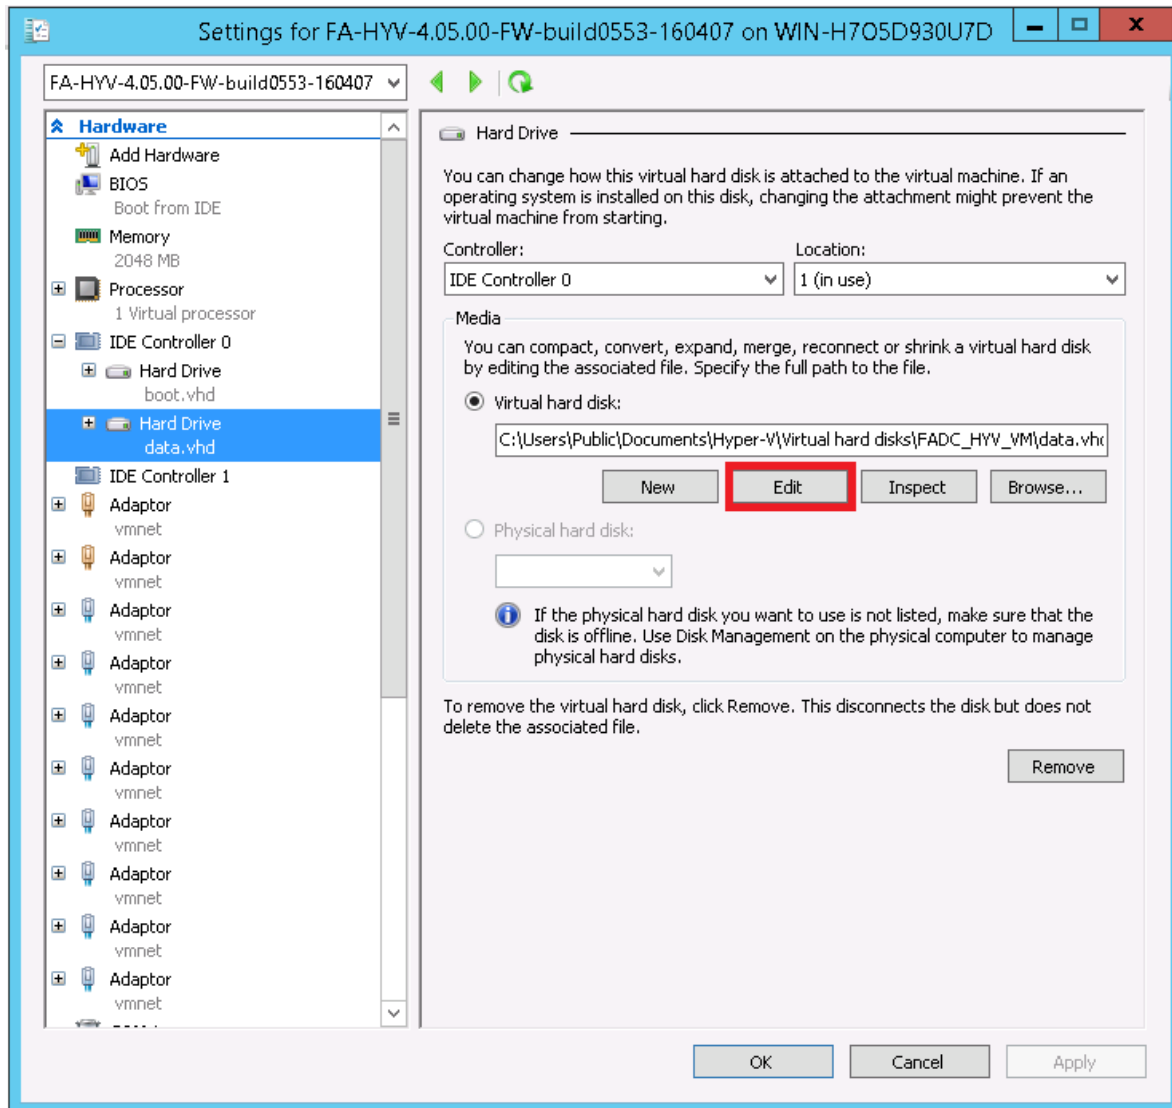 Settings for FA-HYV-4.05.00-FW-build0553-160407 on WIN-H7O5D930U7D
FA-HYV-4.05.00-FW-build0553-160407
Hardware
Add Hardware
BIOS
Boot from IDE
Memory
2048 MB
Processor
1 Virtual processor
IDE Controller 0
Hard Drive
boot.vhd
Hard Drive
data.vhd
IDE Controller 1
Adaptor
vmnet
Adaptor
vmnet
Adaptor
vmnet
Adaptor
vmnet
Adaptor
vmnet
Adaptor
vmnet
Adaptor
vmnet
Adaptor
vmnet
Adaptor
vmnet
Adaptor
vmnet
Hard Drive
You can change how this virtual hard disk is attached to the virtual machine. If an
operating system is installed on this disk, changing the attachment might prevent the
virtual machine from starting.
Controller:
Location:
IDE Controller 0
1 (in use)
Media
You can compact, convert, expand, merge, reconnect or shrink a virtual hard disk
by editing the associated file. Specify the full path to the file.
Virtual hard disk:
C:\Users\Public\Documents\Hyper-V\Virtual hard disks\FADC_HYV_VM\data.vhd
New
Edit
Inspect
Browse...
Physical hard disk:
If the physical hard disk you want to use is not listed, make sure that the
disk is offline. Use Disk Management on the physical computer to manage
physical hard disks.
To remove the virtual hard disk, click Remove. This disconnects the disk but does not
delete the associated file.
Remove
OK
Cancel
Apply